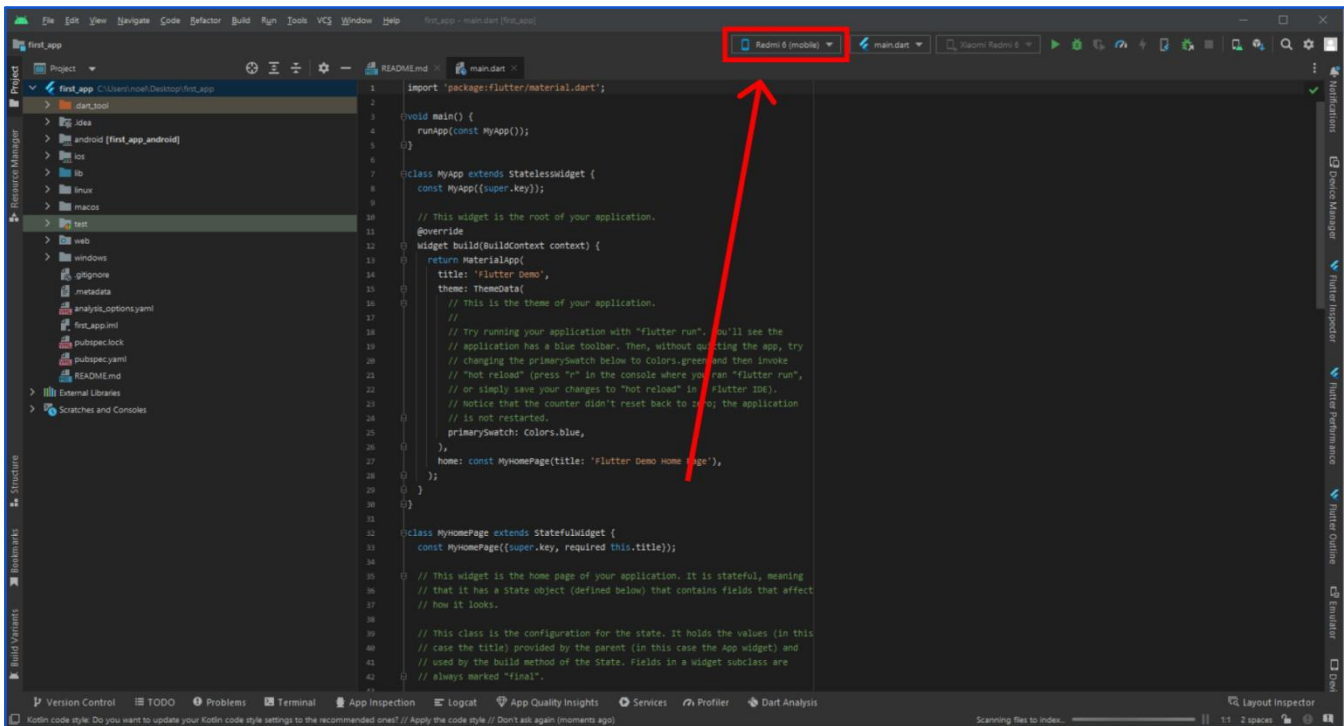 File Edit View Navigate Code Refactor Build Run Tools VCS Window Help first_app - main.dart [first_app]
first_app
Redmi 6 (mobile)
main.dart
Xiaomi Redmi 6
Project
README.md
main.dart
first_app C:\Users\noel\Desktop\first_app
.dart_tool
.idea
android [first_app_android]
ios
lib
linux
macos
test
web
windows
.gitignore
.metadata
analysis_options.yaml
first_app.iml
pubspec.lock
pubspec.yaml
README.md
External Libraries
Scratches and Consoles
1 import 'package:flutter/material.dart';
2
3 void main() {
4 runApp(const MyApp());
5 }
6
7 class MyApp extends StatelessWidget {
8 const MyApp({super.key});
9
10 // This widget is the root of your application.
11 @override
12 Widget build(BuildContext context) {
13 return MaterialApp(
14 title: 'Flutter Demo',
15 theme: ThemeData(
16 // This is the theme of your application.
17 //
18 // Try running your application with "flutter run". You'll see the
19 // application has a blue toolbar. Then, without quitting the app, try
20 // changing the primarySwatch below to Colors.green and then invoke
21 // "hot reload" (press "r" in the console where you ran "flutter run",
22 // or simply save your changes to "hot reload" in a Flutter IDE).
23 // Notice that the counter didn't reset back to zero; the application
24 // is not restarted.
25 primarySwatch: Colors.blue,
26 ),
27 home: const MyHomePage(title: 'Flutter Demo Home Page'),
28 );
29 }
30 }
31
32 class MyHomePage extends StatefulWidget {
33 const MyHomePage({super.key, required this.title});
34
35 // This widget is the home page of your application. It is stateful, meaning
36 // that it has a State object (defined below) that contains fields that affect
37 // how it looks.
38
39 // This class is the configuration for the state. It holds the values (in this
40 // case the title) provided by the parent (in this case the App widget) and
41 // used by the build method of the State. Fields in a Widget subclass are
42 // always marked "final".
Project
Resource Manager
Structure
Bookmarks
Build Variants
Notifications
Device Manager
Flutter Inspector
Flutter Performance
Flutter Outline
Emulator
Devi
Version Control TODO Problems Terminal App Inspection Logcat App Quality Insights Services Profiler Dart Analysis Layout Inspector
Kotlin code style: Do you want to update your Kotlin code style settings to the recommended ones? // Apply the code style // Don't ask again (moments ago) Scanning files to index... 1:1 2 spaces